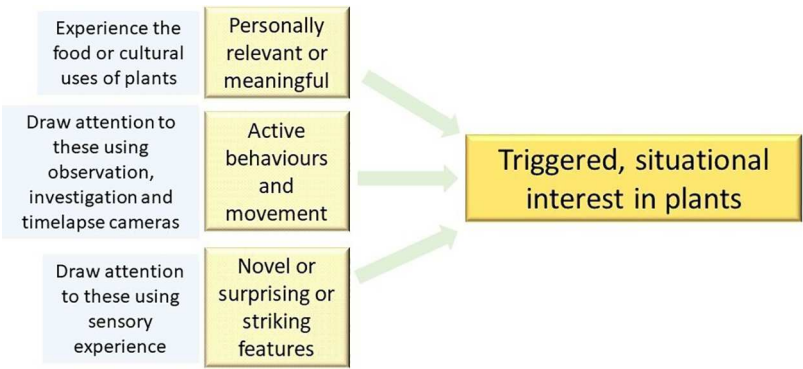 Experience the
food or cultural
uses of plants
Personally
relevant or
meaningful
Draw attention to
these using
observation,
investigation and
timelapse cameras
Active
behaviours
and
movement
Draw attention
to these using
sensory
experience
Novel or
surprising or
striking
features
Triggered, situational
interest in plants